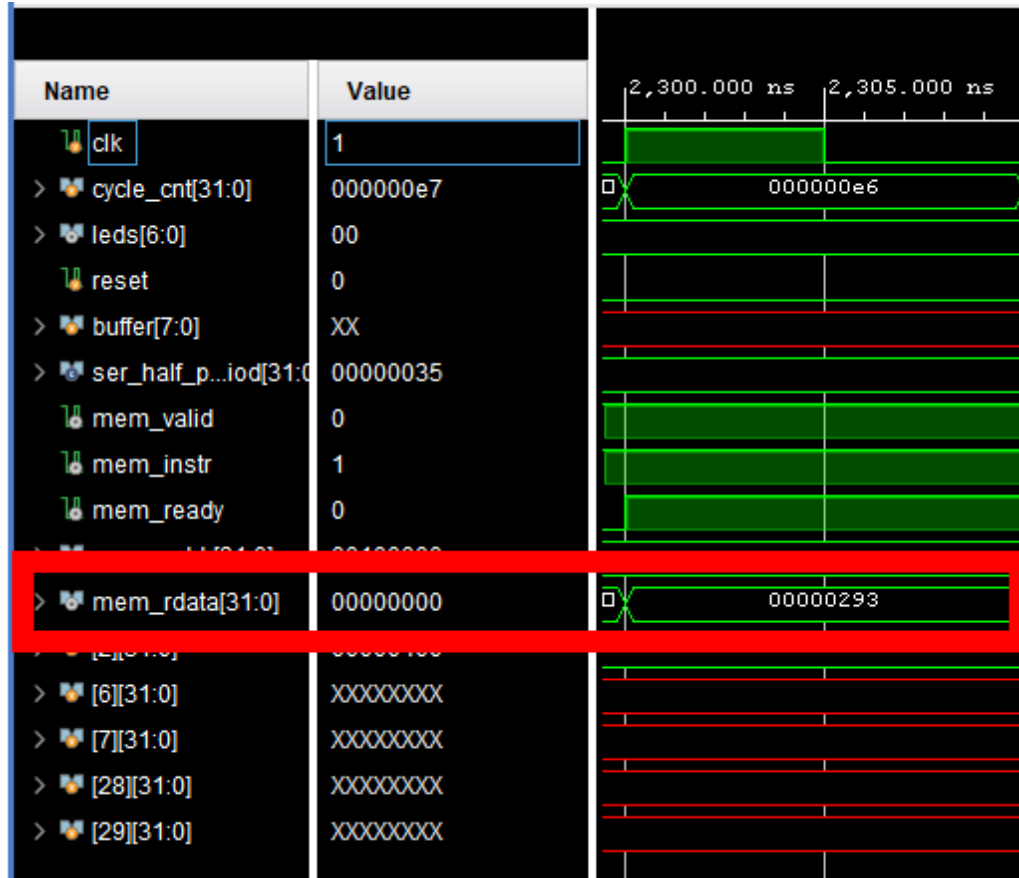 Name Value 2,300.000 ns 2,305.000 ns
clk 1
cycle_cnt[31:0] 000000e7 000000e6
leds[6:0] 00
reset 0
buffer[7:0] XX
ser_half_p...iod[31:0 00000035
mem_valid 0
mem_instr 1
mem_ready 0
mem_rdata[31:0] 00000000 00000293
[6][31:0] XXXXXXXX
[7][31:0] XXXXXXXX
[28][31:0] XXXXXXXX
[29][31:0] XXXXXXXX